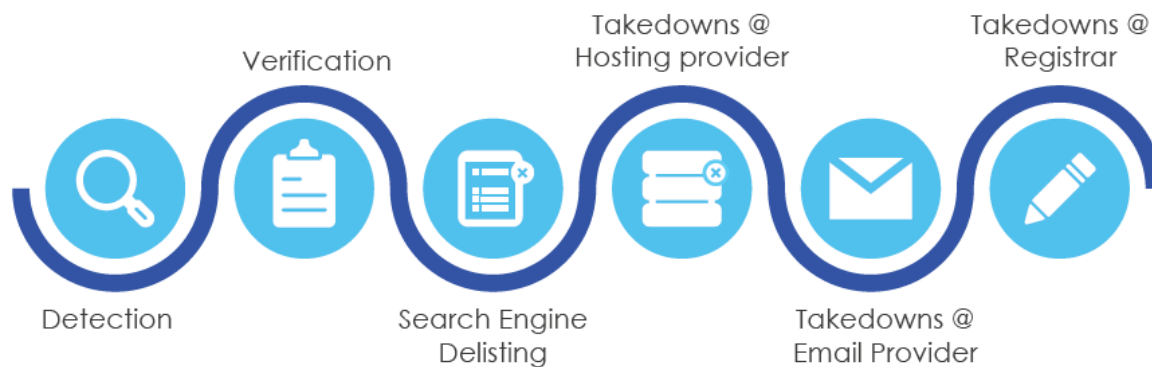 Detection
Verification
Search Engine
Delisting
Takedowns @
Hosting provider
Takedowns @
Email Provider
Takedowns @
Registrar